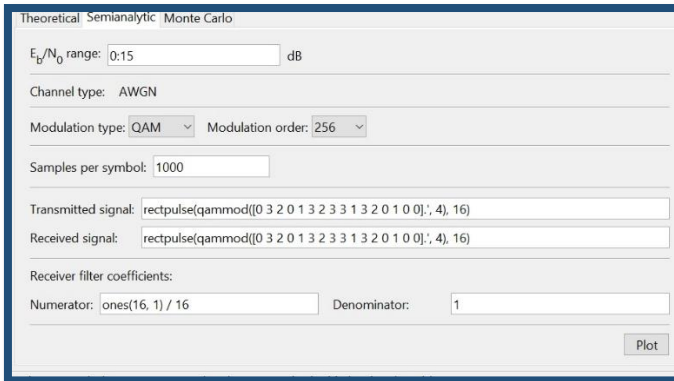 Theoretical Semianalytic Monte Carlo
Eb/N0 range: 0:15 dB
Channel type: AWGN
Modulation type: QAM Modulation order: 256
Samples per symbol: 1000
Transmitted signal: rectpulse(qammod([0 3 2 0 1 3 2 3 3 1 3 2 0 1 0 0].', 4), 16)
Received signal: rectpulse(qammod([0 3 2 0 1 3 2 3 3 1 3 2 0 1 0 0].', 4), 16)
Receiver filter coefficients:
Numerator: ones(16, 1) / 16 Denominator: 1
Plot